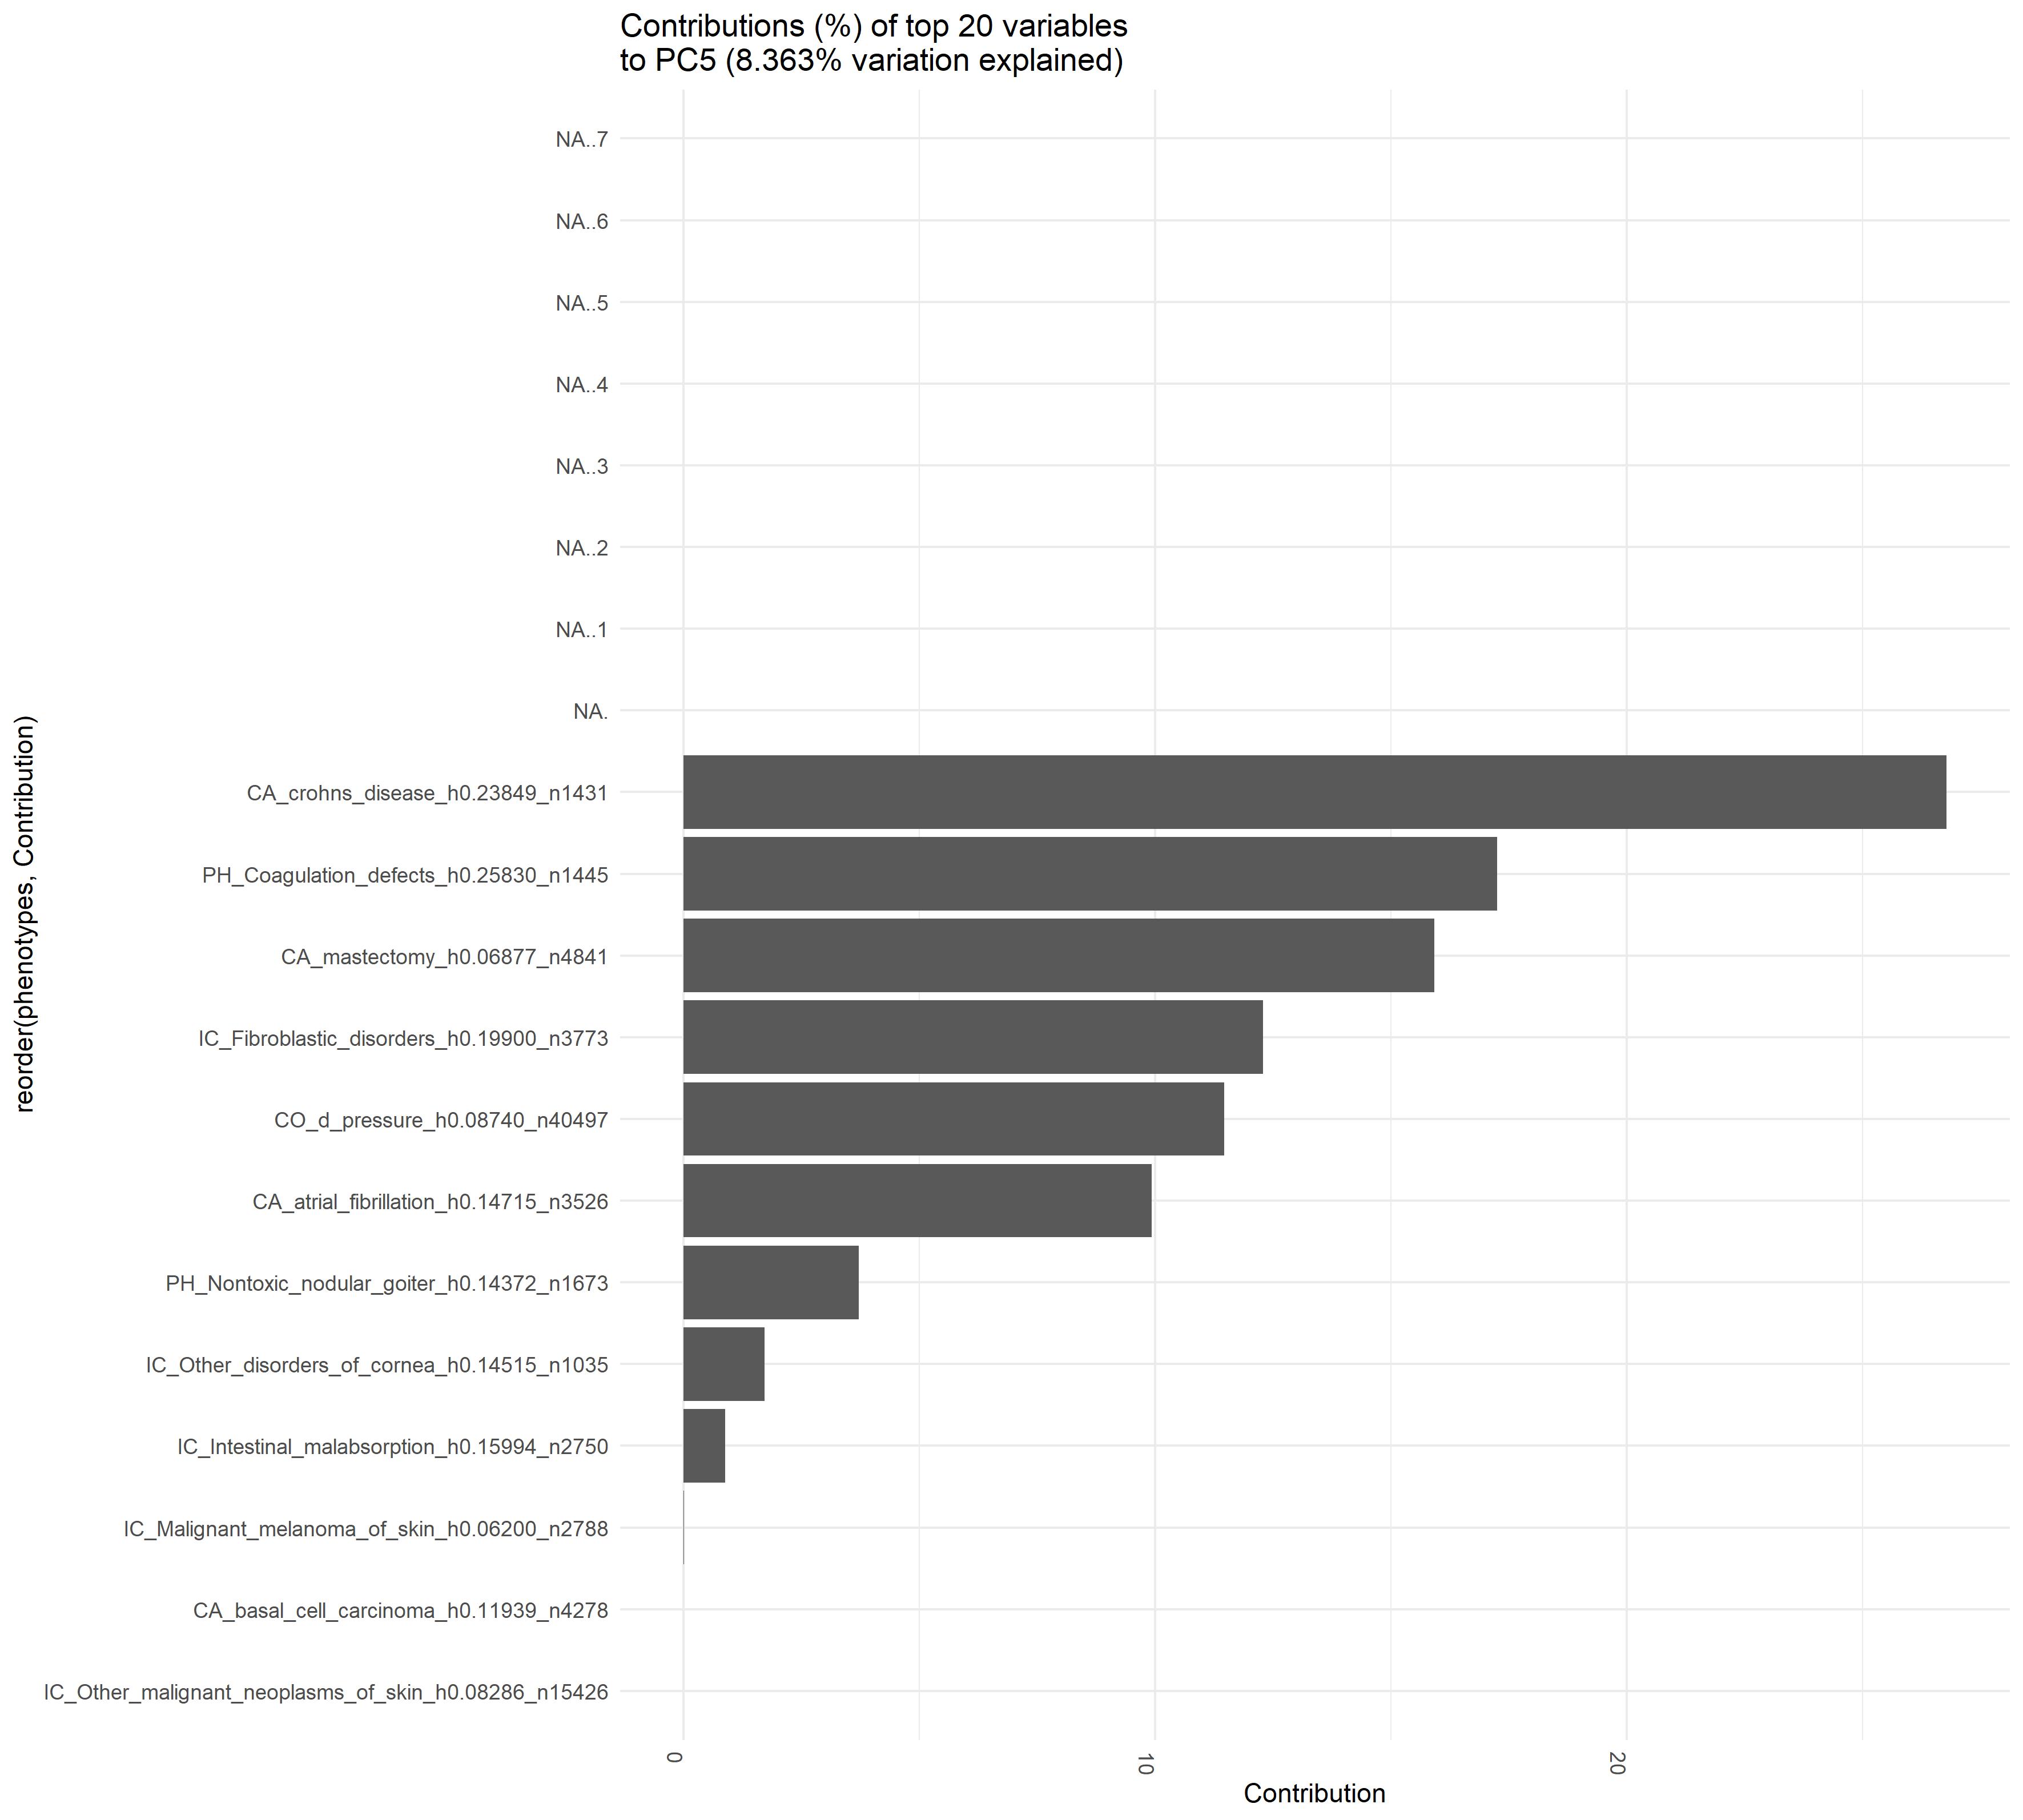 Contributions (%) of top 20 variables
to PC5 (8.363% variation explained)
reorder(phenotypes, Contribution)
NA..7
NA..6
NA..5
NA..4
NA..3
NA..2
NA..1
NA.
CA_crohns_disease_h0.23849_n1431
PH_Coagulation_defects_h0.25830_n1445
CA_mastectomy_h0.06877_n4841
IC_Fibroblastic_disorders_h0.19900_n3773
CO_d_pressure_h0.08740_n40497
CA_atrial_fibrillation_h0.14715_n3526
PH_Nontoxic_nodular_goiter_h0.14372_n1673
IC_Other_disorders_of_cornea_h0.14515_n1035
IC_Intestinal_malabsorption_h0.15994_n2750
IC_Malignant_melanoma_of_skin_h0.06200_n2788
CA_basal_cell_carcinoma_h0.11939_n4278
IC_Other_malignant_neoplasms_of_skin_h0.08286_n15426
0
10
20
Contribution